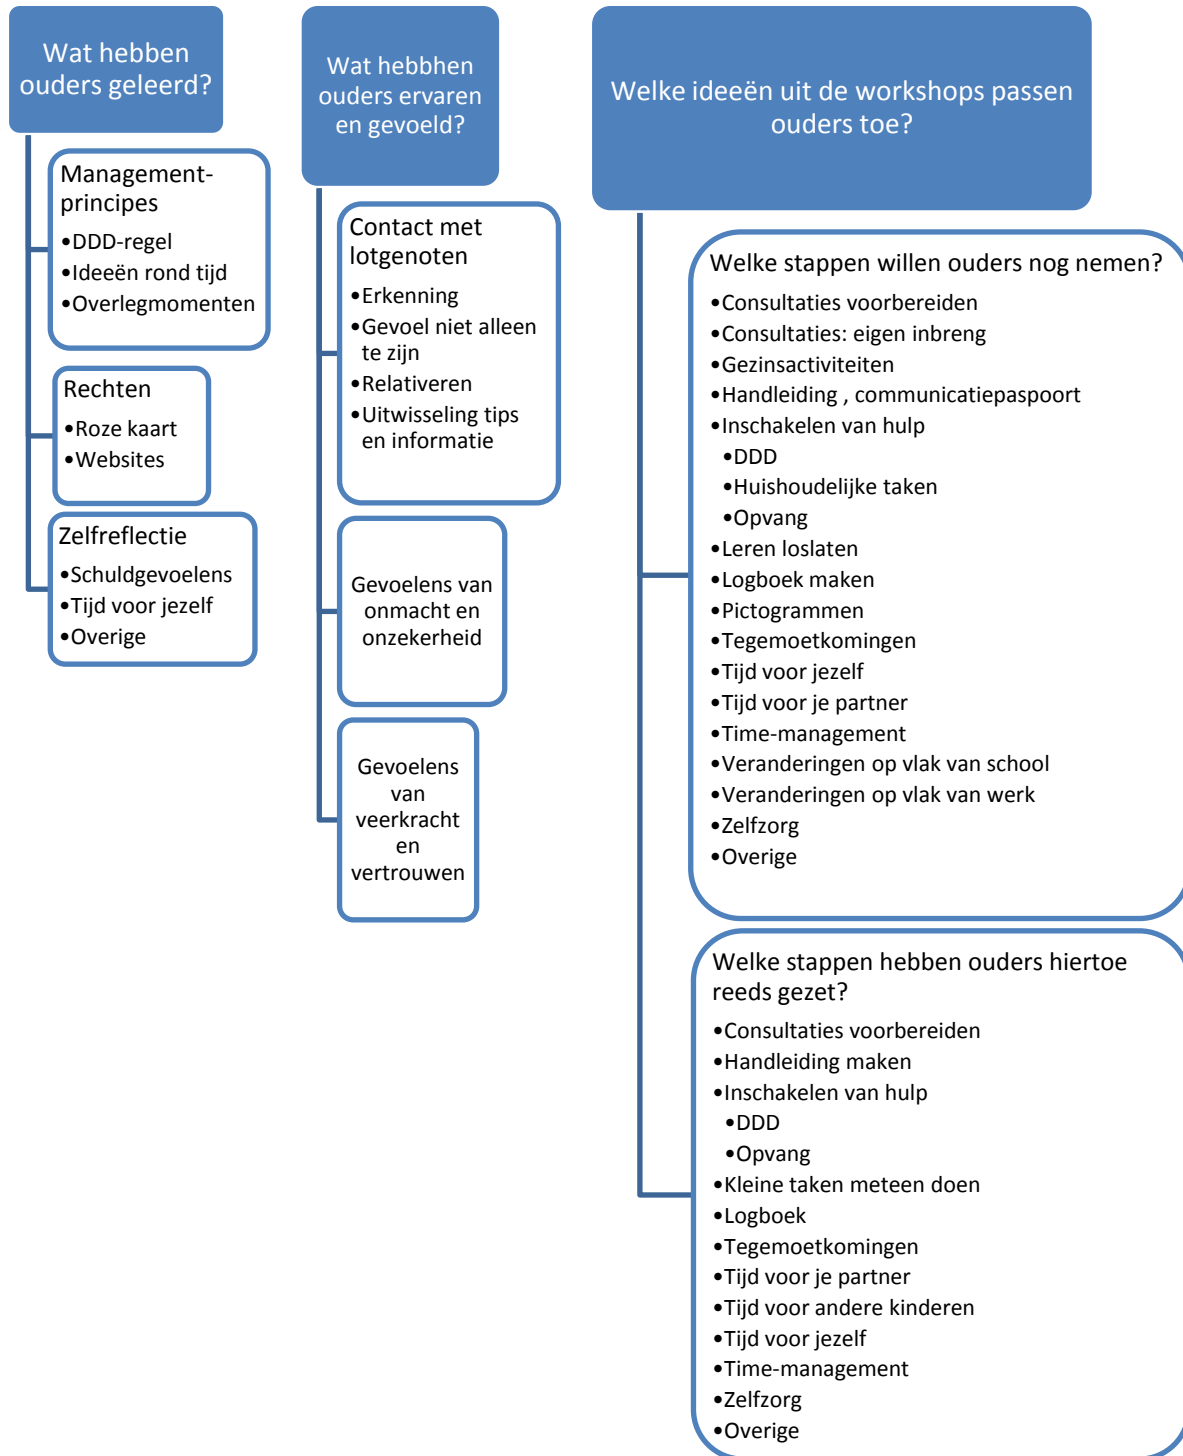 Wat hebben
ouders geleerd?
Management-
principes
•DDD-regel
•Ideeën rond tijd
•Overlegmomenten
Rechten
•Roze kaart
•Websites
Zelfreflectie
•Schuldgevoelens
•Tijd voor jezelf
•Overige
Wat hebbhen
ouders ervaren
en gevoeld?
Contact met
lotgenoten
•Erkenning
•Gevoel niet alleen
te zijn
•Relativeren
•Uitwisseling tips
en informatie
Gevoelens van
onmacht en
onzekerheid
Gevoelens
van
veerkracht
en
vertrouwen
Welke ideeën uit de workshops passen
ouders toe?
Welke stappen willen ouders nog nemen?
•Consultaties voorbereiden
•Consultaties: eigen inbreng
•Gezinsactiviteiten
•Handleiding , communicatiepaspoort
•Inschakelen van hulp
•DDD
•Huishoudelijke taken
•Opvang
•Leren loslaten
•Logboek maken
•Pictogrammen
•Tegemoetkomingen
•Tijd voor jezelf
•Tijd voor je partner
•Time-management
•Veranderingen op vlak van school
•Veranderingen op vlak van werk
•Zelfzorg
•Overige
Welke stappen hebben ouders hiertoe
reeds gezet?
•Consultaties voorbereiden
•Handleiding maken
•Inschakelen van hulp
•DDD
•Opvang
•Kleine taken meteen doen
•Logboek
•Tegemoetkomingen
•Tijd voor je partner
•Tijd voor andere kinderen
•Tijd voor jezelf
•Time-management
•Zelfzorg
•Overige